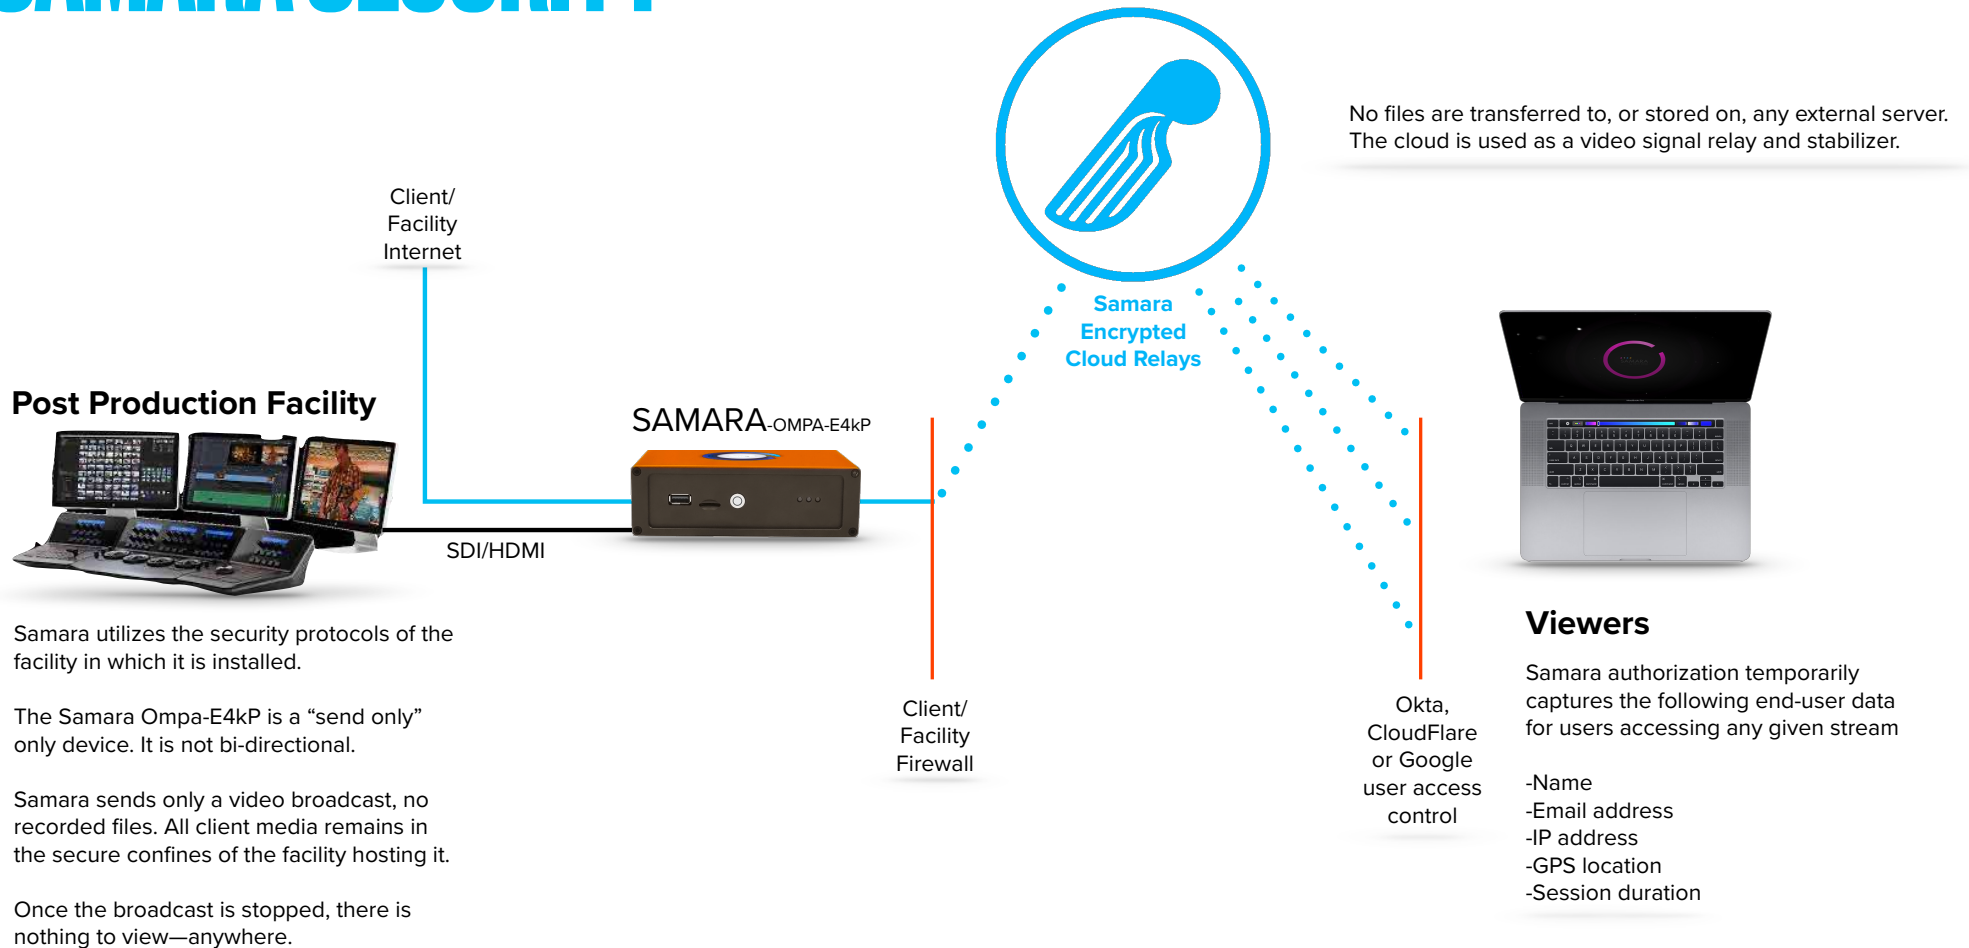 SAMARA SECURITY
No files are transferred to, or stored on, any external server.
The cloud is used as a video signal relay and stabilizer.
Client/
Facility
Internet
Samara
Encrypted
Cloud Relays
Post Production Facility
SAMARA-OMPA-E4kP
SDI/HDMI
Samara utilizes the security protocols of the
facility in which it is installed.
The Samara Ompa-E4kP is a “send only”
only device. It is not bi-directional.
Samara sends only a video broadcast, no
recorded files. All client media remains in
the secure confines of the facility hosting it.
Once the broadcast is stopped, there is
nothing to view—anywhere.
Client/
Facility
Firewall
Okta,
CloudFlare
or Google
user access
control
Viewers
Samara authorization temporarily
captures the following end-user data
for users accessing any given stream
-Name
-Email address
-IP address
-GPS location
-Session duration